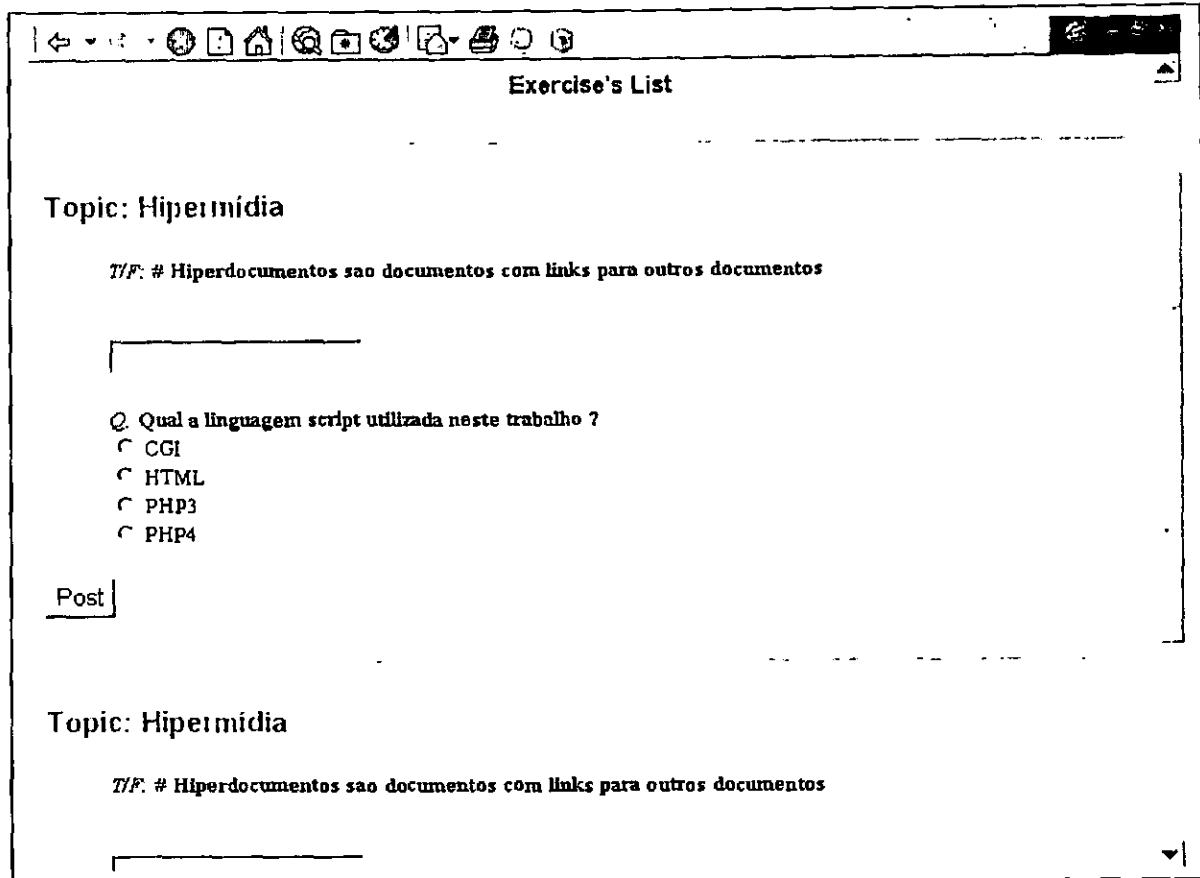 Exercise's List
Topic: Hipermídia
T/F: # Hiperdocumentos sao documentos com links para outros documentos
Q. Qual a linguagem script utilizada neste trabalho ?
CGI
HTML
PHP3
PHP4
Post
Topic: Hipermídia
T/F: # Hiperdocumentos sao documentos com links para outros documentos